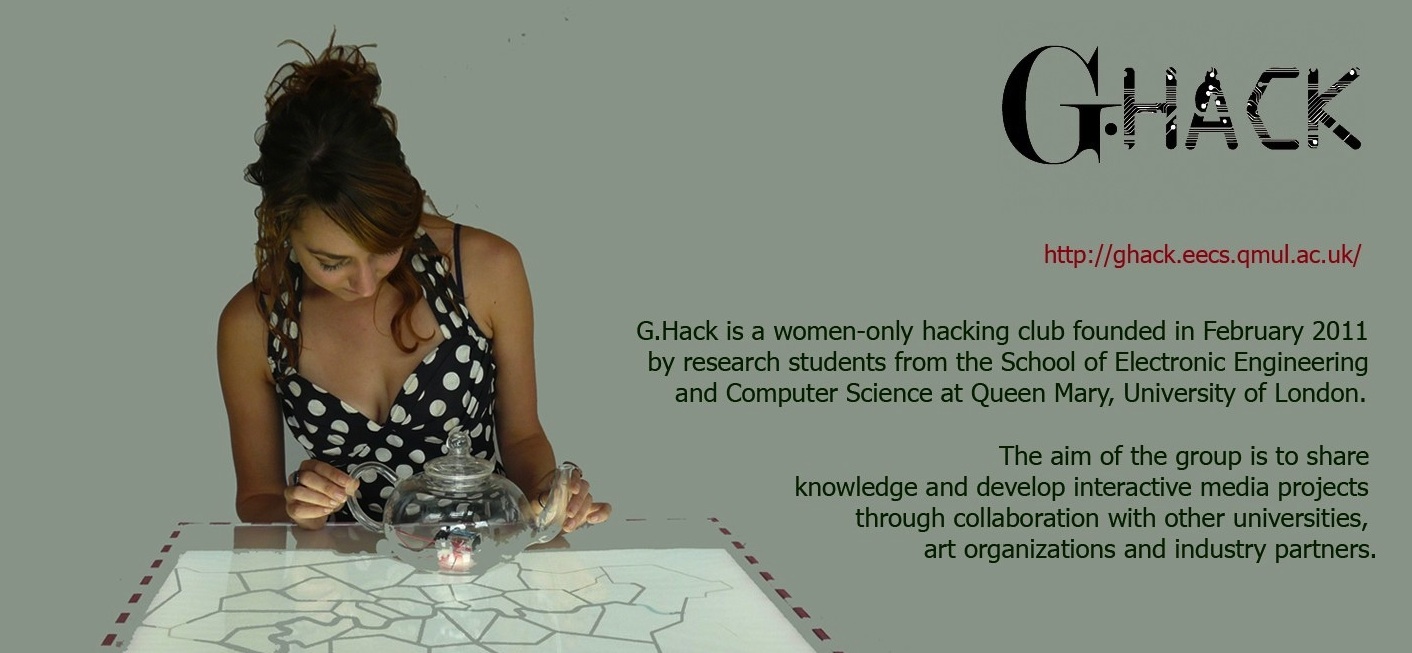 G.HACK
http://ghack.eecs.qmul.ac.uk/
G.Hack is a women-only hacking club founded in February 2011
by research students from the School of Electronic Engineering
and Computer Science at Queen Mary, University of London.
The aim of the group is to share
knowledge and develop interactive media projects
through collaboration with other universities,
art organizations and industry partners.